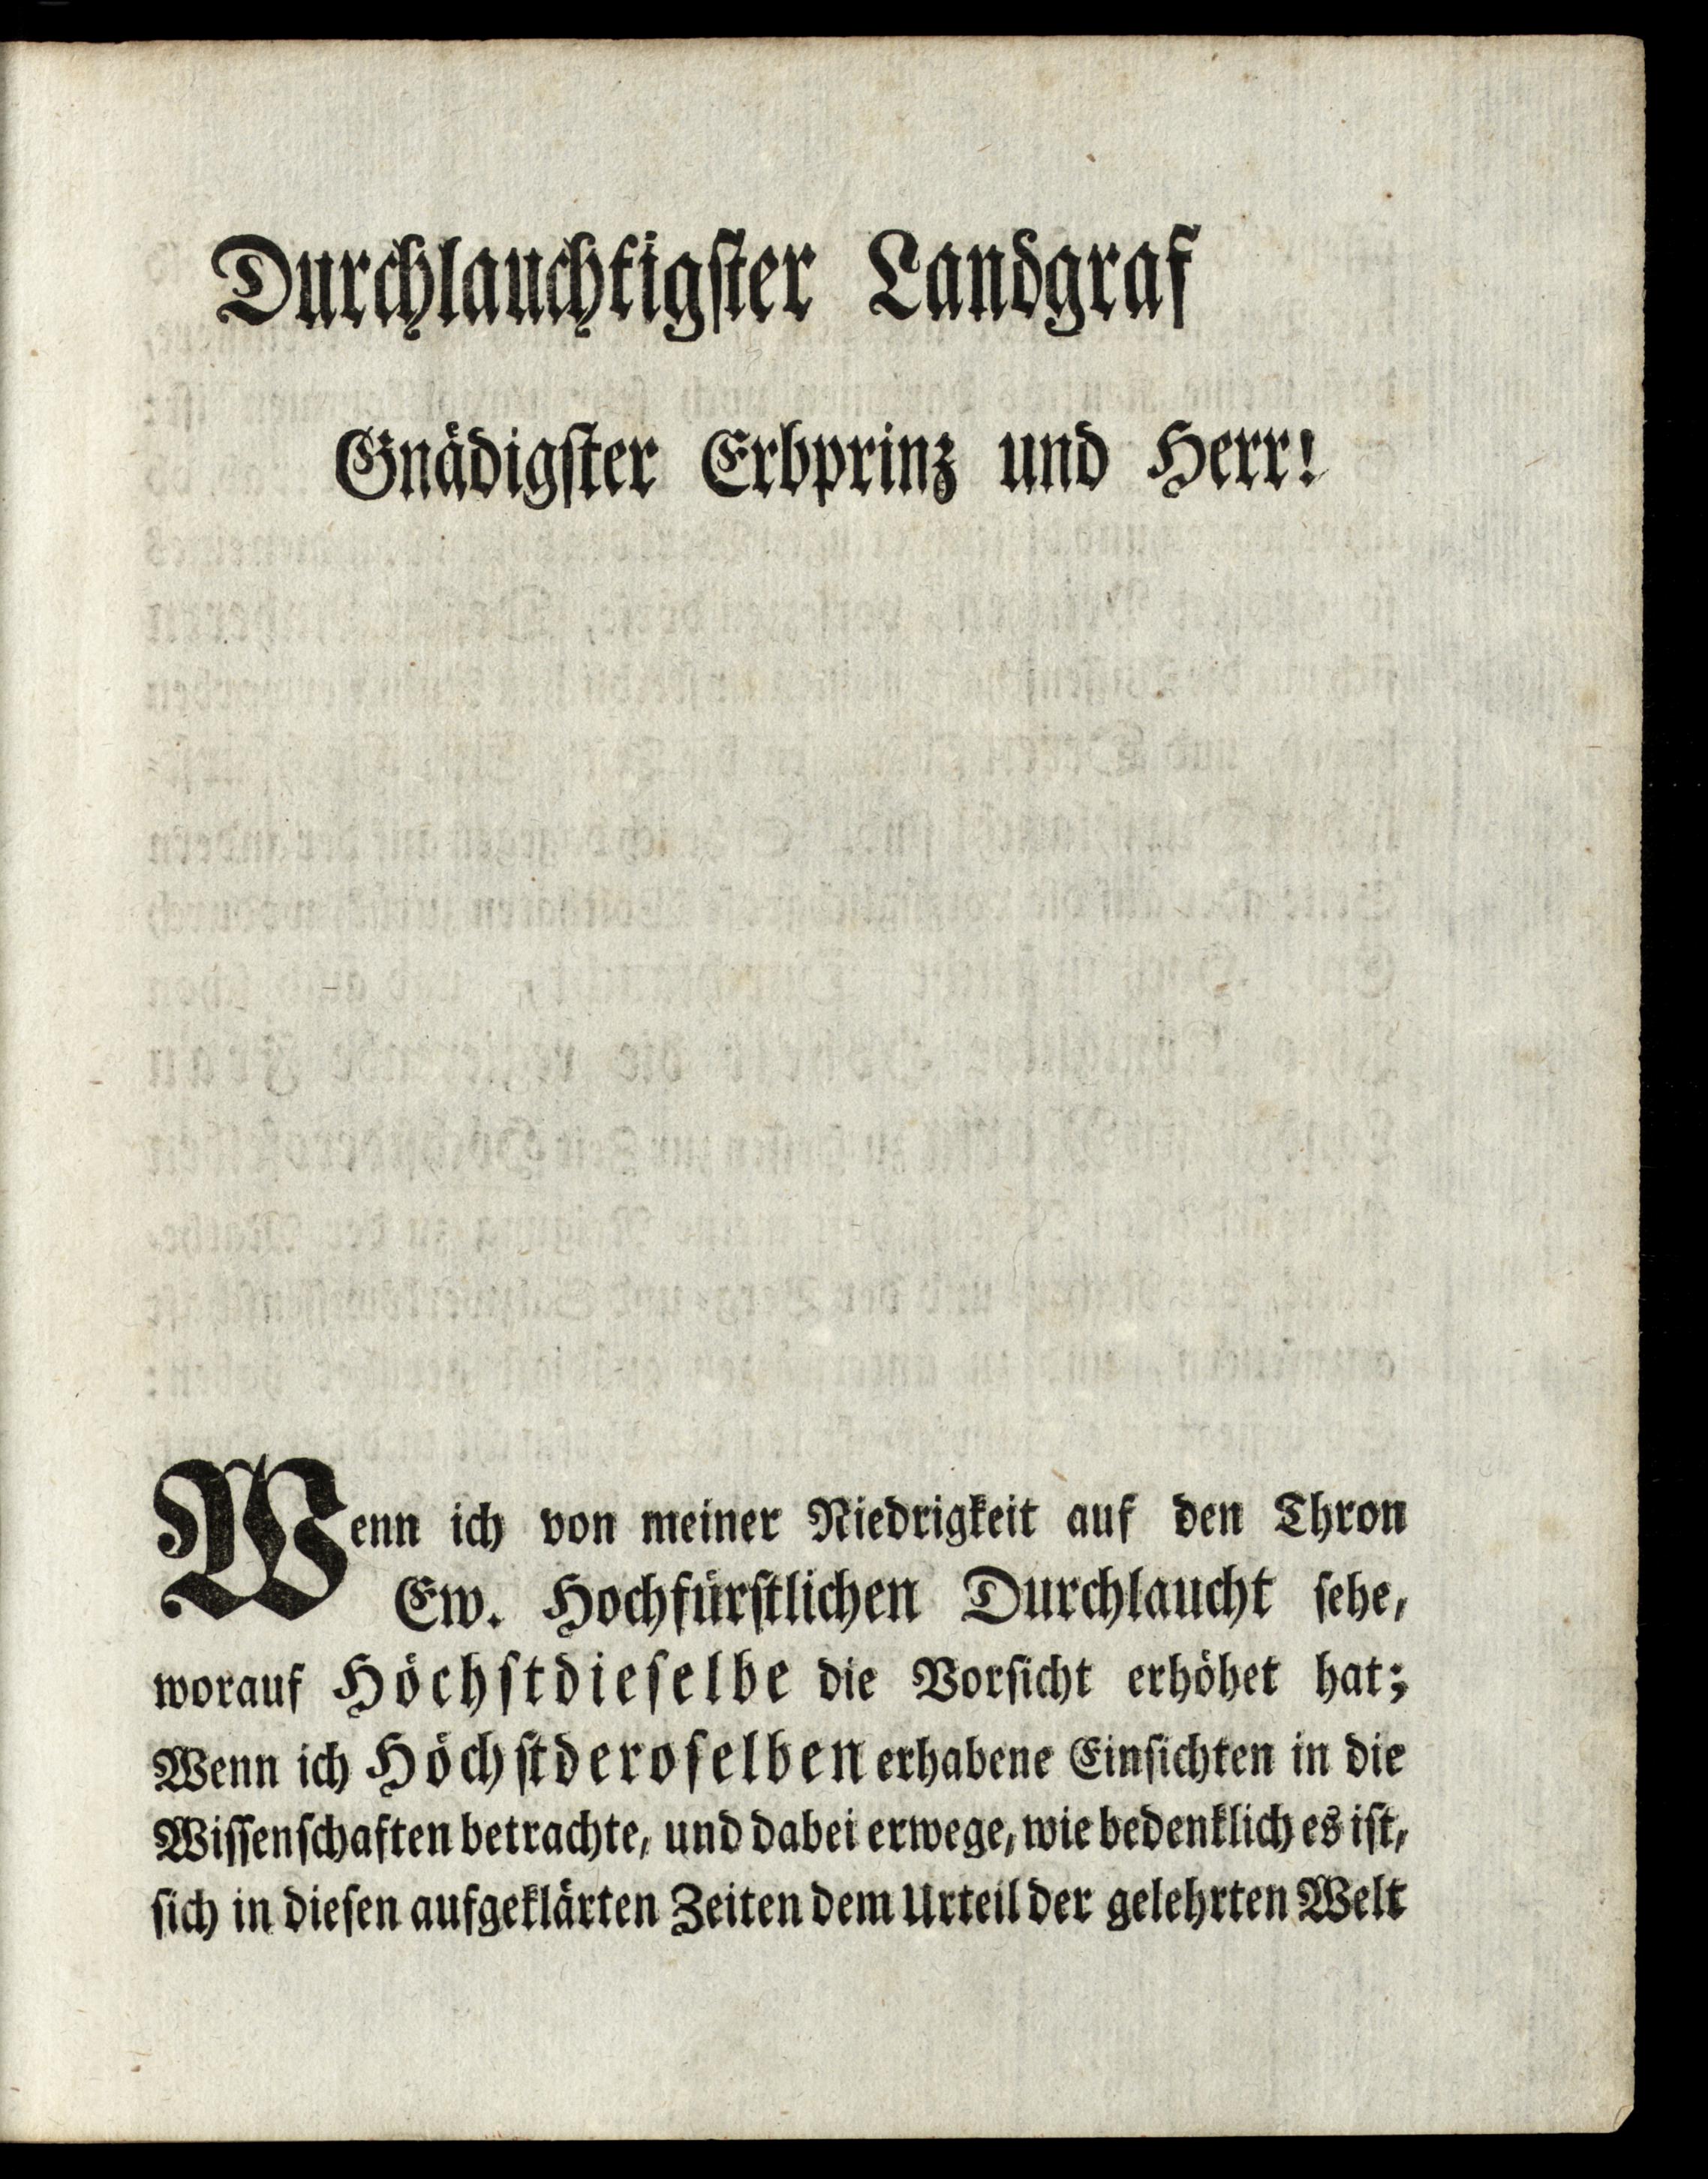 Durchlauchtigſter Landgraf
Gnädigſter Erbprinz und Herr!
Wenn ich von meiner Niedrigkeit auf den Thron
Ew. Hochfürſtlichen Durchlaucht ſehe,
worauf Höchſtdieſelbe die Vorſicht erhöhet hat;
Wenn ich Höchſtderoſelben erhabene Einſichten in die
Wiſſenſchaften betrachte, und dabei erwege, wie bedenklich es iſt,
ſich in dieſen aufgeklärten Zeiten dem Urteil der gelehrten Welt